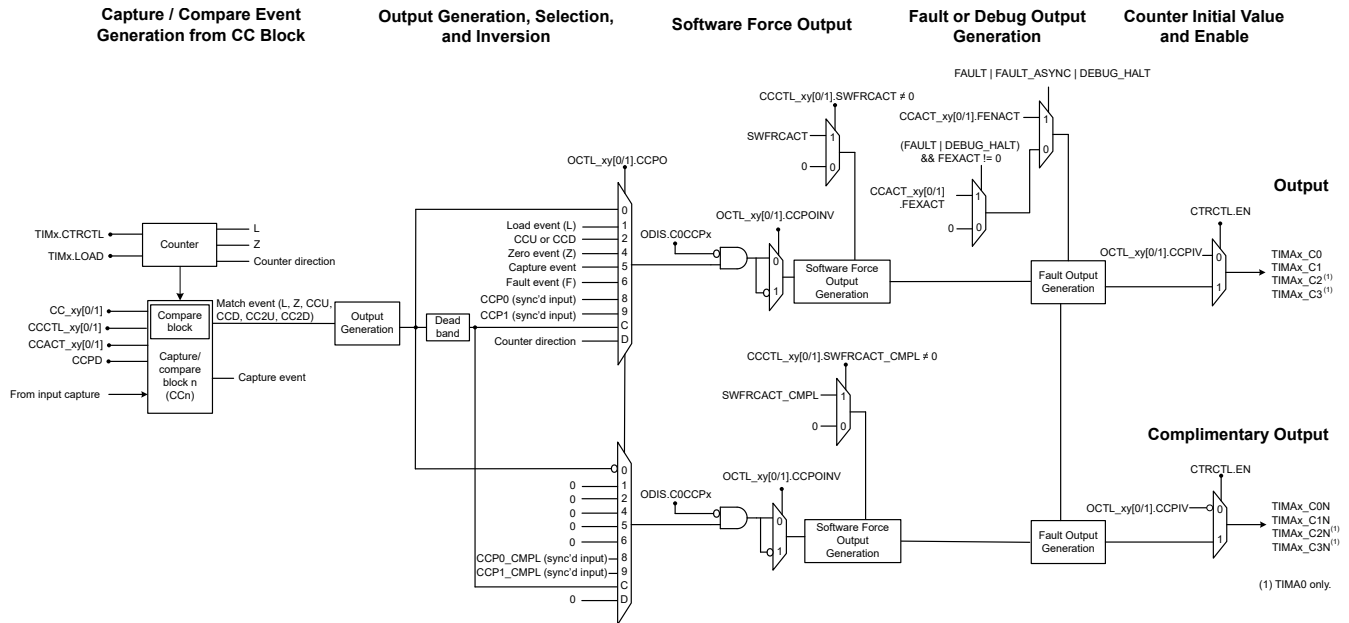 Capture / Compare Event
Generation from CC Block
Output Generation, Selection,
and Inversion
Software Force Output
Fault or Debug Output
Generation
Counter Initial Value
and Enable
FAULT | FAULT_ASYNC | DEBUG_HALT
CCCTL_xy[0/1].SWFRCACT ≠ 0
CCACT_xy[0/1].FENACT
1
0
SWFRCACT
1
0
0
(FAULT | DEBUG_HALT)
&& FEXACT != 0
CCACT_xy[0/1]
.FEXACT
1
0
0
OCTL_xy[0/1].CCPO
Output
TIMx.CTRCTL
TIMx.LOAD
Counter
L
Z
Counter direction
0
Load event (L)
1
CCU or CCD
2
Zero event (Z)
4
Capture event
5
Fault event (F)
6
CCP0 (sync'd input)
8
CCP1 (sync'd input)
9
C
Counter direction
D
OCTL_xy[0/1].CCPOINV
ODIS.C0CCPx
0
1
Software Force
Output
Generation
Fault Output
Generation
CTRCTL.EN
OCTL_xy[0/1].CCPIV
0
1
TIMAx_C0
TIMAx_C1
TIMAx_C2(1)
TIMAx_C3(1)
CC_xy[0/1]
CCCTL_xy[0/1]
CCACT_xy[0/1]
CCPD
From input capture
Compare
block
Capture/
compare
block n
(CCn)
Match event (L, Z, CCU,
CCD, CC2U, CC2D)
Capture event
Output
Generation
Dead
band
CCCTL_xy[0/1].SWFRCACT_CMPL ≠ 0
SWFRCACT_CMPL
1
0
0
Complimentary Output
0
0
1
0
2
0
4
0
5
0
6
CCP0_CMPL (sync'd input)
8
CCP1_CMPL (sync'd input)
9
C
0
D
OCTL_xy[0/1].CCPOINV
ODIS.C0CCPx
0
1
Software Force
Output
Generation
Fault Output
Generation
CTRCTL.EN
OCTL_xy[0/1].CCPIV
0
1
TIMAx_C0N
TIMAx_C1N
TIMAx_C2N(1)
TIMAx_C3N(1)
(1) TIMA0 only.